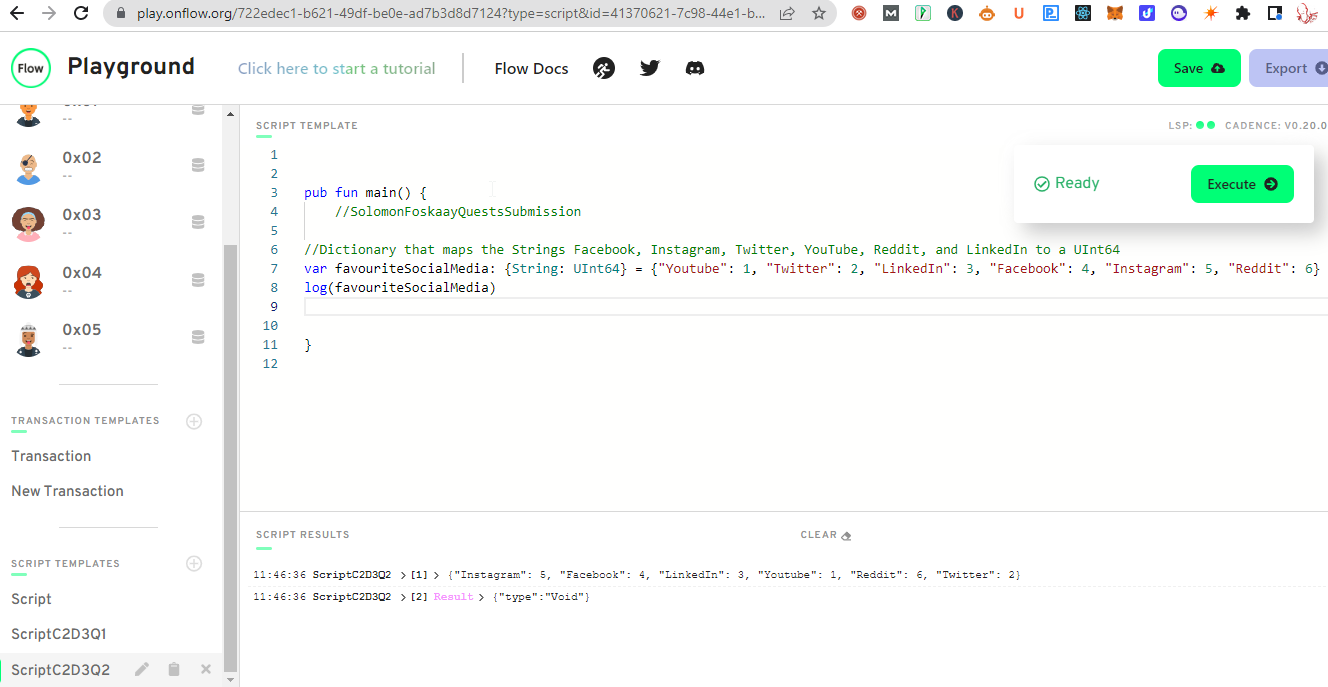 play.onflow.org/722edec1-b621-49df-be0e-ad7b3d8d7124?type=script&id=41370621-7c98-44e1-b...
Flow
Playground
Click here to start a tutorial
Flow Docs
Save
Export
--
0x02
--
0x03
--
0x04
--
0x05
--
TRANSACTION TEMPLATES
Transaction
New Transaction
SCRIPT TEMPLATES
Script
ScriptC2D3Q1
ScriptC2D3Q2
SCRIPT TEMPLATE
LSP:
CADENCE: V0.20.0
Ready
Execute
1
2
3 pub fun main() {
4 //SolomonFoskaayQuestsSubmission
5
6 //Dictionary that maps the Strings Facebook, Instagram, Twitter, YouTube, Reddit, and LinkedIn to a UInt64
7 var favouriteSocialMedia: {String: UInt64} = {"Youtube": 1, "Twitter": 2, "LinkedIn": 3, "Facebook": 4, "Instagram": 5, "Reddit": 6}
8 log(favouriteSocialMedia)
9
10
11 }
12
SCRIPT RESULTS
CLEAR
11:46:36 ScriptC2D3Q2 > [1] > {"Instagram": 5, "Facebook": 4, "LinkedIn": 3, "Youtube": 1, "Reddit": 6, "Twitter": 2}
11:46:36 ScriptC2D3Q2 > [2] Result > {"type":"Void"}